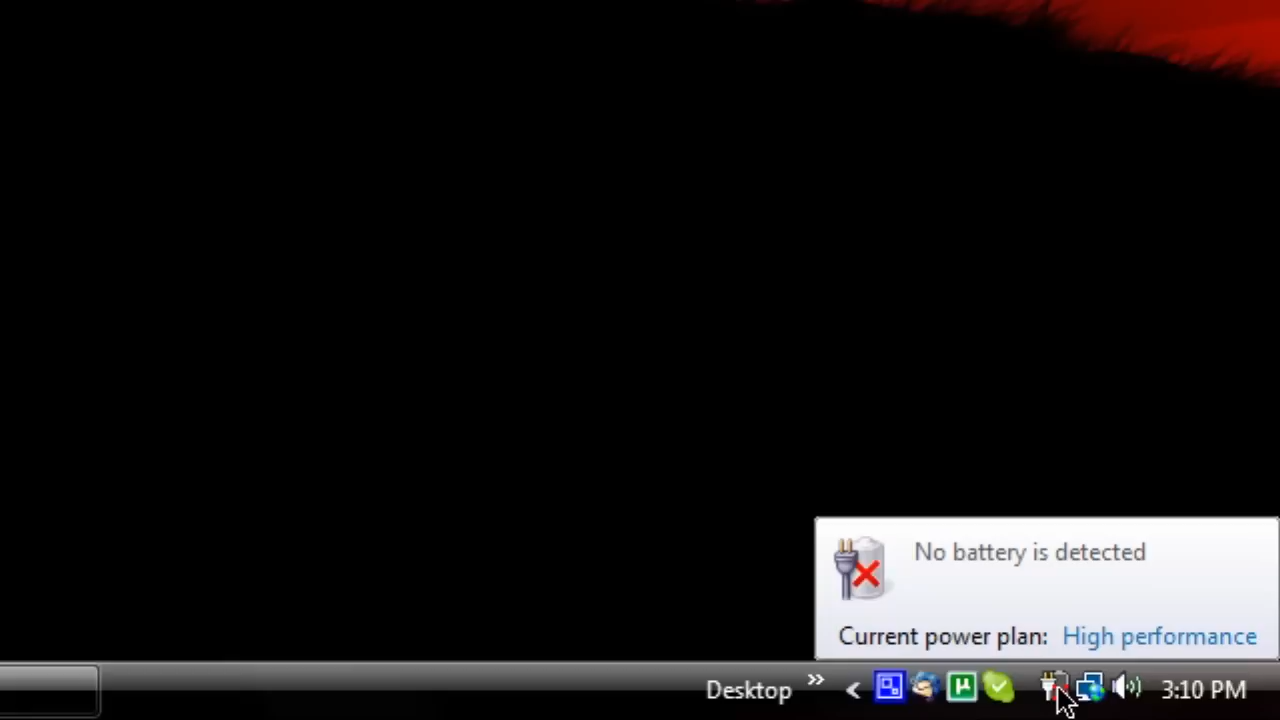 No battery is detected
Current power plan: High performance
Desktop » < µ 3:10 PM